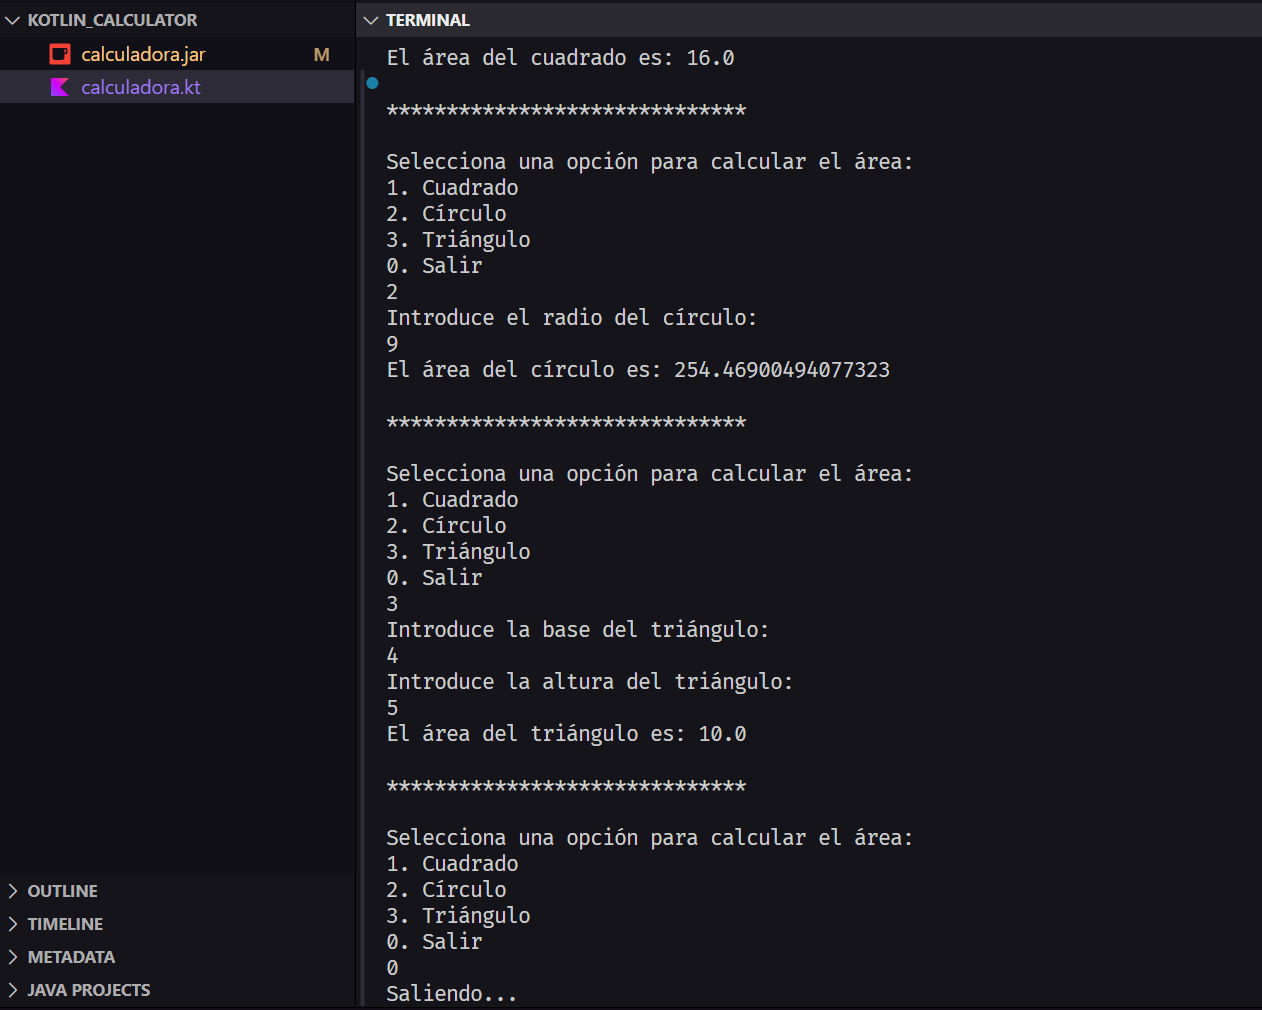 KOTLIN_CALCULATOR
calculadora.jar M
calculadora.kt
OUTLINE
TIMELINE
METADATA
JAVA PROJECTS
TERMINAL
El área del cuadrado es: 16.0
******************************
Selecciona una opción para calcular el área:
1. Cuadrado
2. Círculo
3. Triángulo
0. Salir
2
Introduce el radio del círculo:
9
El área del círculo es: 254.46900494077323
******************************
Selecciona una opción para calcular el área:
1. Cuadrado
2. Círculo
3. Triángulo
0. Salir
3
Introduce la base del triángulo:
4
Introduce la altura del triángulo:
5
El área del triángulo es: 10.0
******************************
Selecciona una opción para calcular el área:
1. Cuadrado
2. Círculo
3. Triángulo
0. Salir
0
Saliendo...